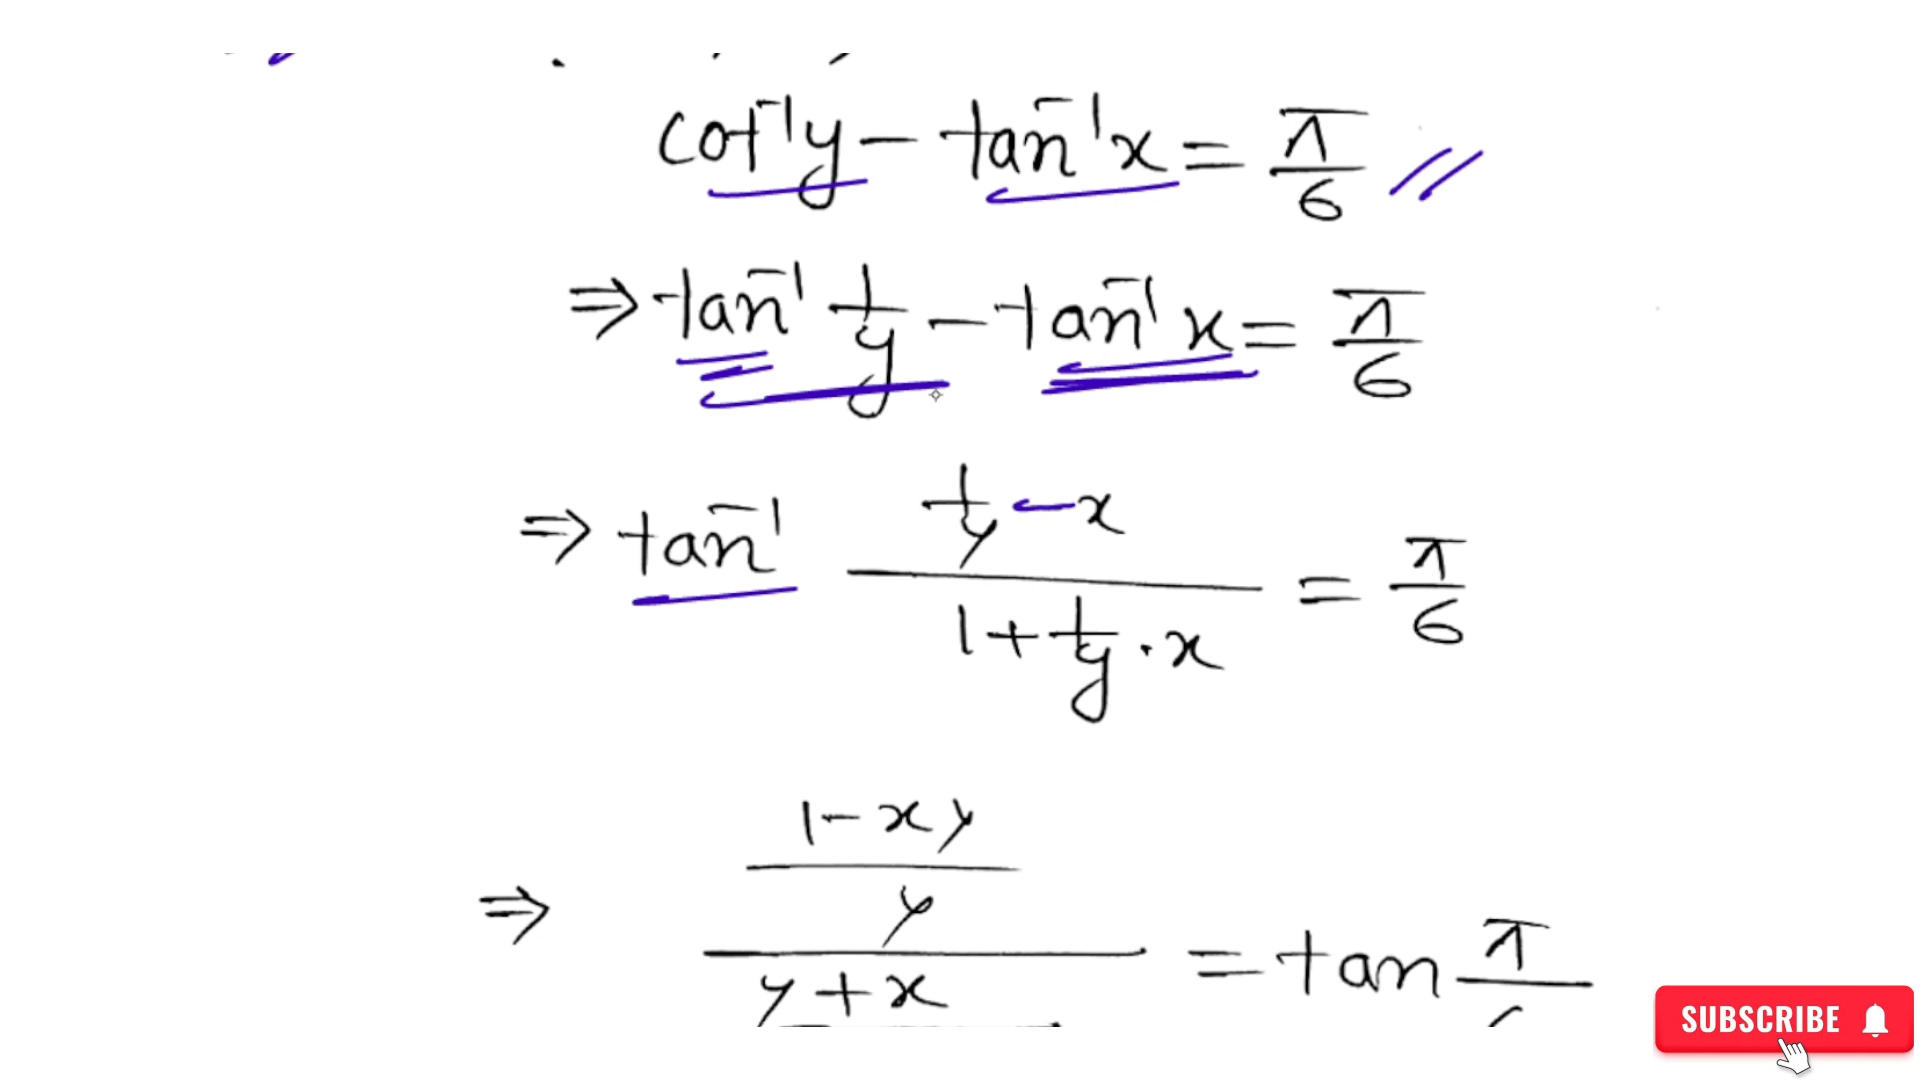 cot⁻¹y − tan⁻¹x = π/6
⇒ tan⁻¹ 1/y − tan⁻¹ x = π/6
⇒ tan⁻¹ (1/y − x)/(1 + 1/y · x) = π/6
⇒ ((1 − xy)/y)/(y + x) = tan π/
SUBSCRIBE